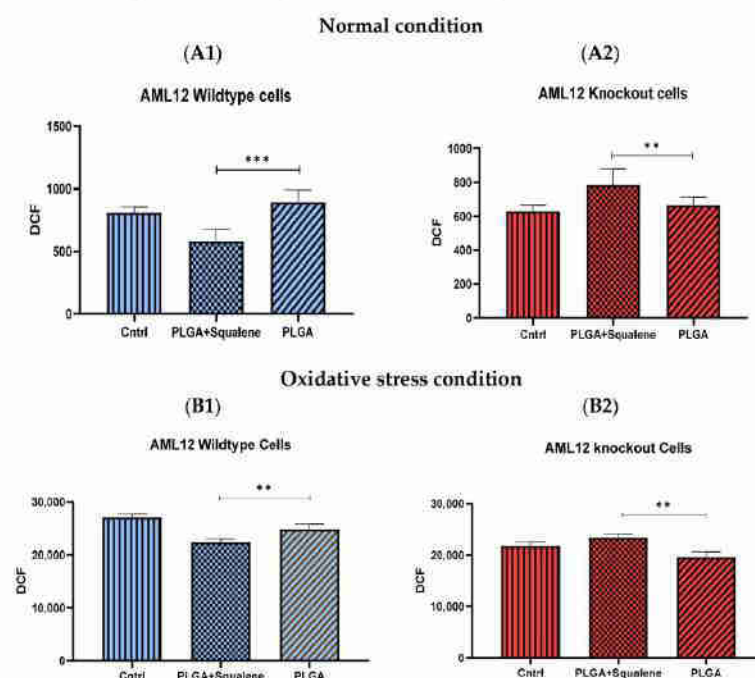 Normal condition
(A1)
AML12 Wildtype cells
1500
1000
500
0
DCF
***
Cntrl PLGA+Squalene PLGA
(A2)
AML12 Knockout cells
1000
800
600
400
200
0
DCF
**
Cntrl PLGA+Squalene PLGA
Oxidative stress condition
(B1)
AML12 Wildtype Cells
30,000
20,000
10,000
0
DCF
**
Cntrl PLGA+Squalene PLGA
(B2)
AML12 knockout Cells
30,000
20,000
10,000
0
DCF
**
Cntrl PLGA+Squalene PLGA